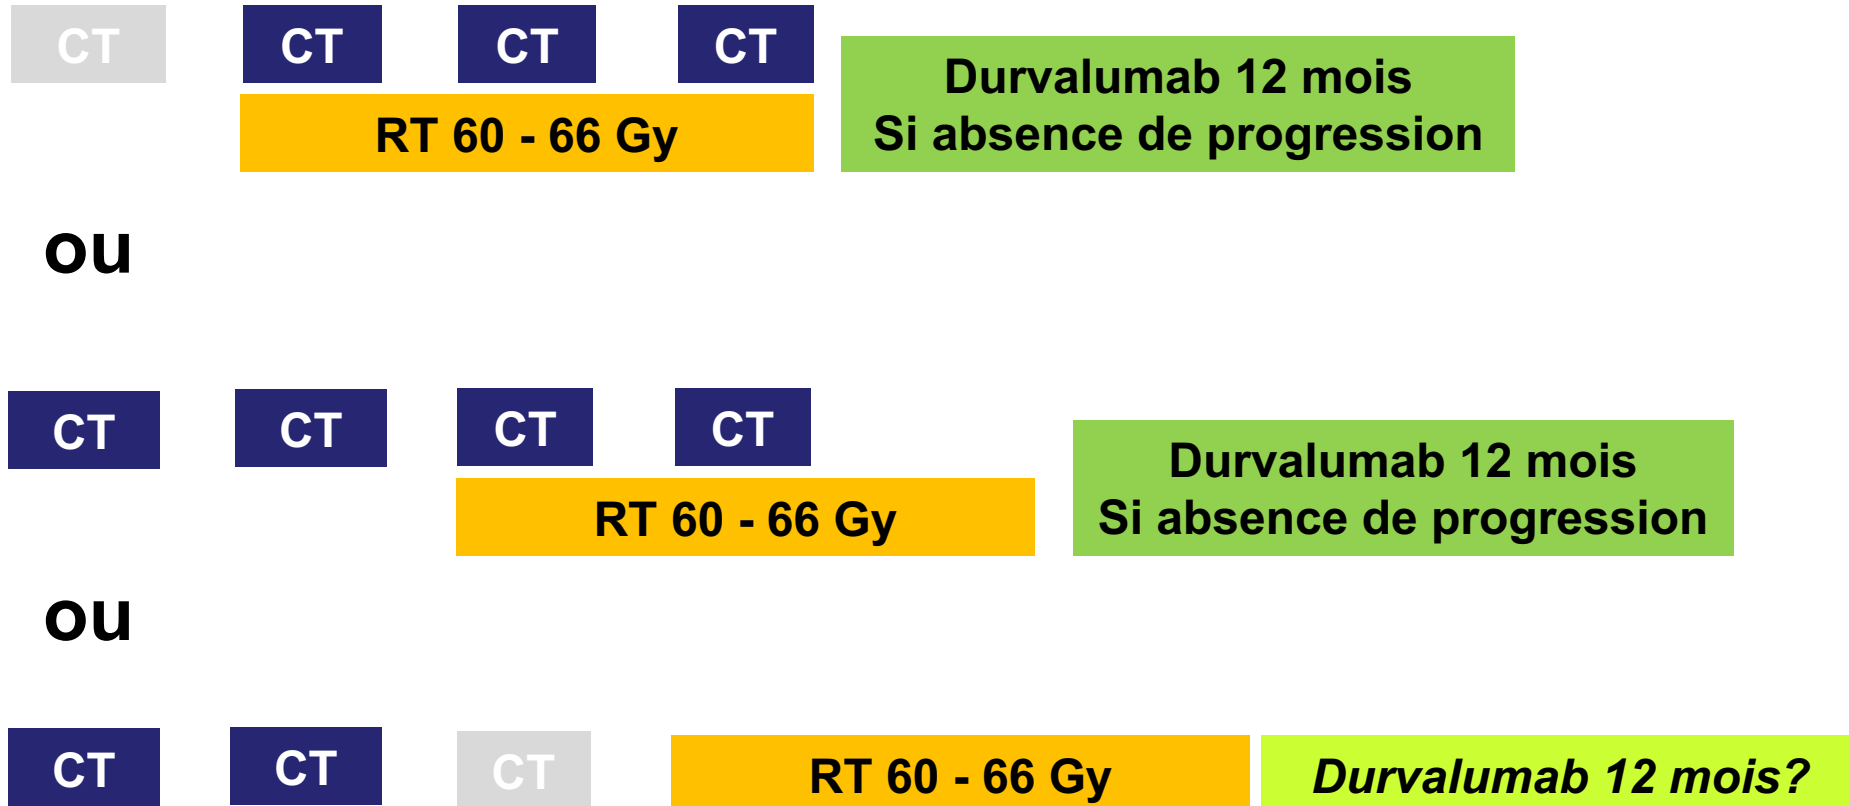 CT CT CT CT
Durvalumab 12 mois
Si absence de progression
RT 60 - 66 Gy
ou
CT CT CT CT
Durvalumab 12 mois
Si absence de progression
RT 60 - 66 Gy
ou
CT CT CT RT 60 - 66 Gy Durvalumab 12 mois?